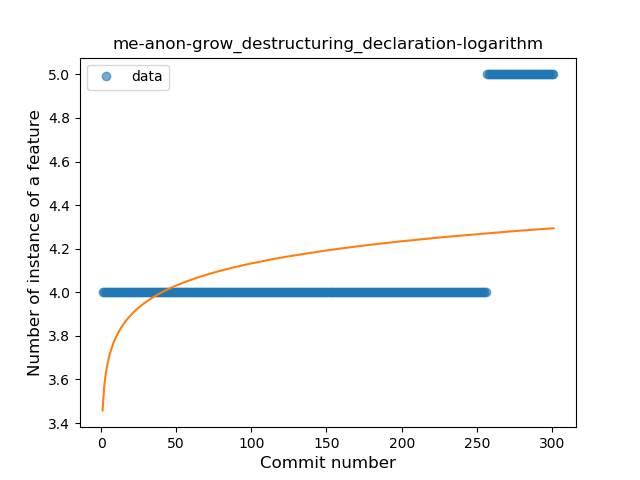 me-anon-grow_destructuring_declaration-logarithm
data
Number of instance of a feature
5.0
4.8
4.6
4.4
4.2
4.0
3.8
3.6
3.4
0 50 100 150 200 250 300
Commit number